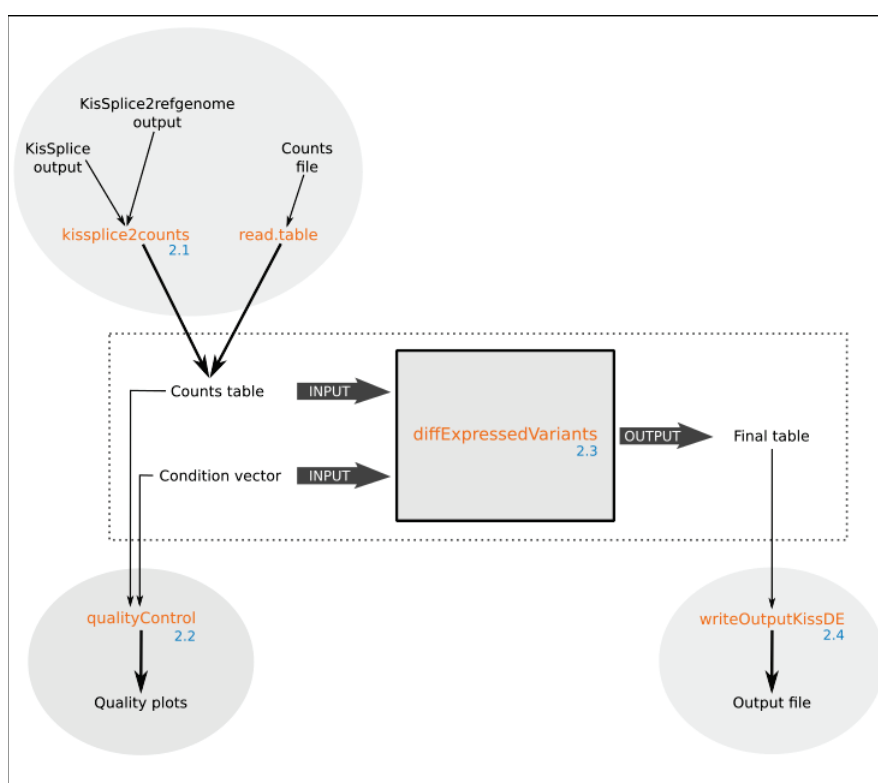 KisSplice2refgenome
output
KisSplice
output
Counts
file
kissplice2counts
2.1
read.table
Counts table
INPUT
diffExpressedVariants
2.3
OUTPUT
Final table
Condition vector
INPUT
qualityControl
2.2
writeOutputKissDE
2.4
Quality plots
Output file